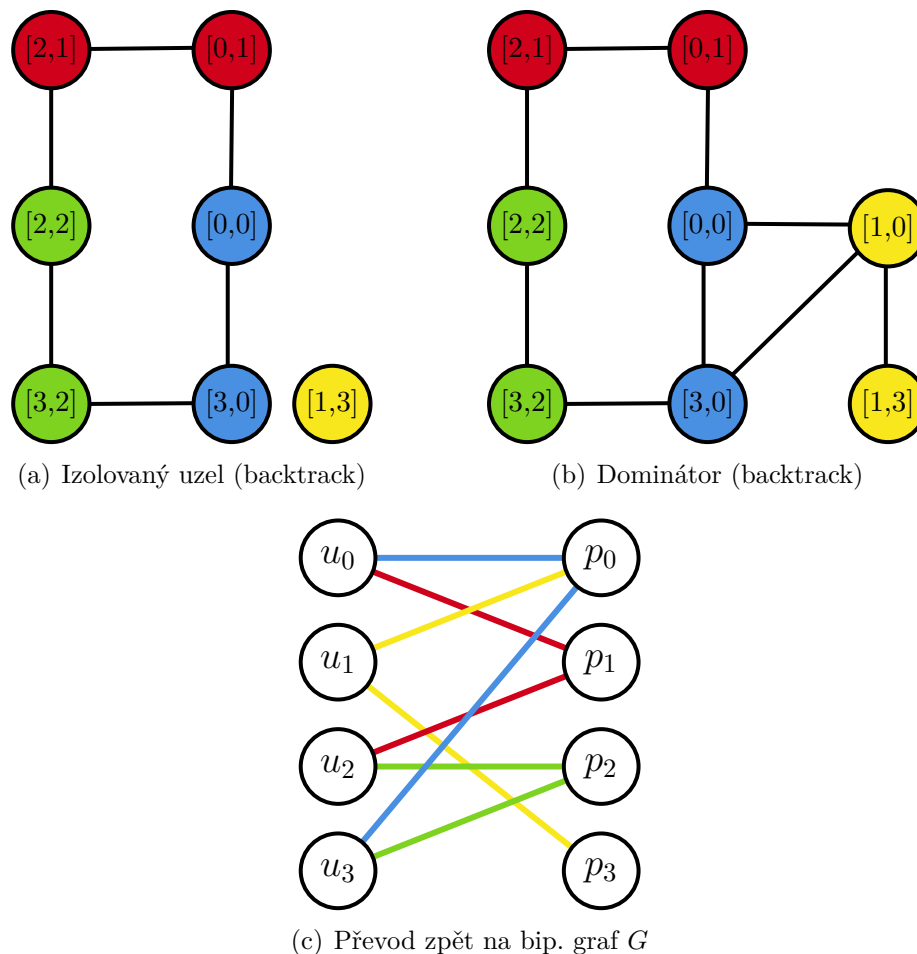 [2,1] [0,1] [2,1] [0,1]
[2,2] [0,0] [2,2] [0,0] [1,0]
[3,2] [3,0] [1,3] [3,2] [3,0] [1,3]
(a) Izolovaný uzel (backtrack) (b) Dominátor (backtrack)
u0 p0
u1 p1
u2 p2
u3 p3
(c) Převod zpět na bip. graf G